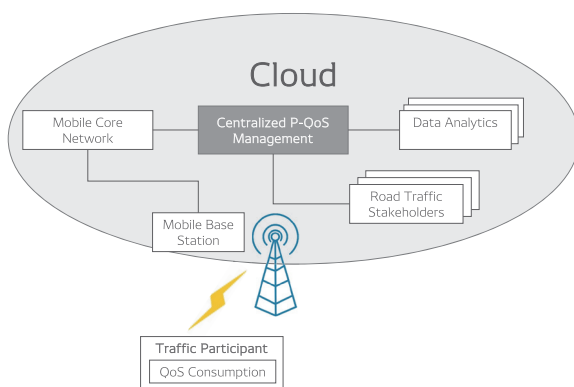 Cloud
Mobile Core
Network
Centralized P-QoS
Management
Data Analytics
Road Traffic
Stakeholders
Mobile Base
Station
Traffic Participant
QoS Consumption